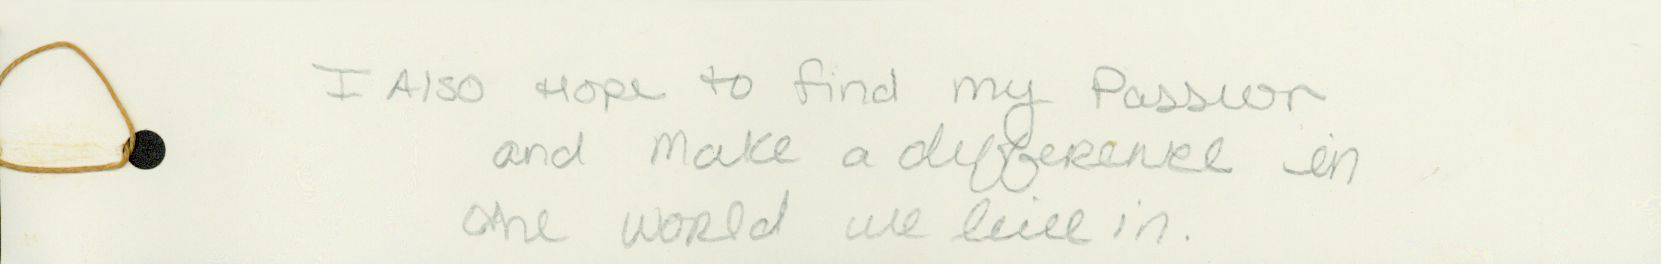 I Also Hope to find my Passion
and make a difference in
the world we live in.